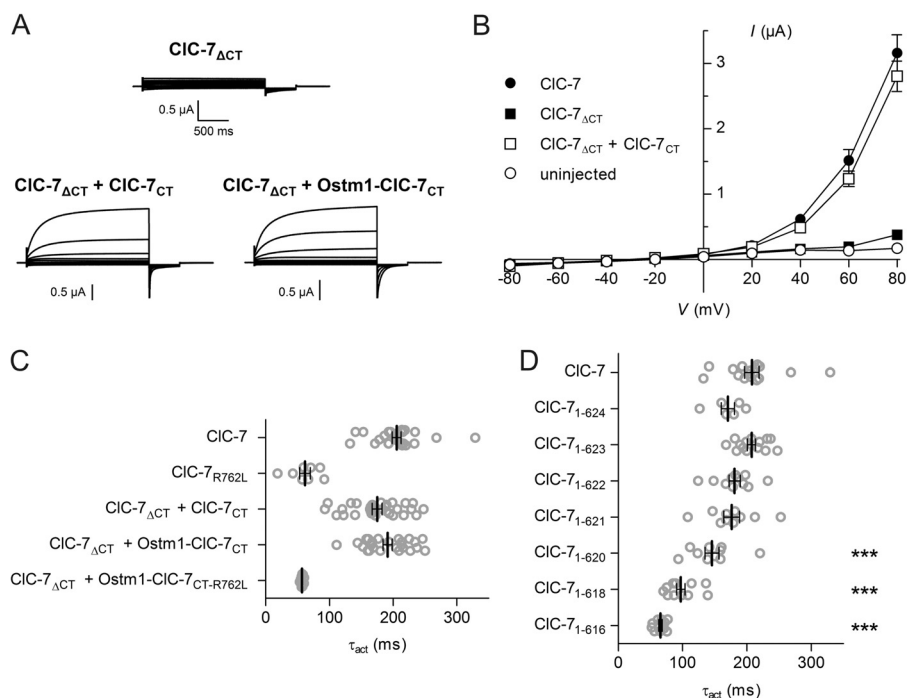 A
ClC-7ΔCT
0.5 µA
500 ms
ClC-7ΔCT + ClC-7CT
ClC-7ΔCT + Ostm1-ClC-7CT
0.5 µA
0.5 µA
B
I (µA)
3
2
1
ClC-7
ClC-7ΔCT
ClC-7ΔCT + ClC-7CT
uninjected
-80 -60 -40 -20 0 20 40 60 80
V (mV)
C
ClC-7
ClC-7R762L
ClC-7ΔCT + ClC-7CT
ClC-7ΔCT + Ostm1-ClC-7CT
ClC-7ΔCT + Ostm1-ClC-7CT-R762L
0 100 200 300
τact (ms)
D
ClC-7
ClC-71-624
ClC-71-623
ClC-71-622
ClC-71-621
ClC-71-620 ***
ClC-71-618 ***
ClC-71-616 ***
0 100 200 300
τact (ms)